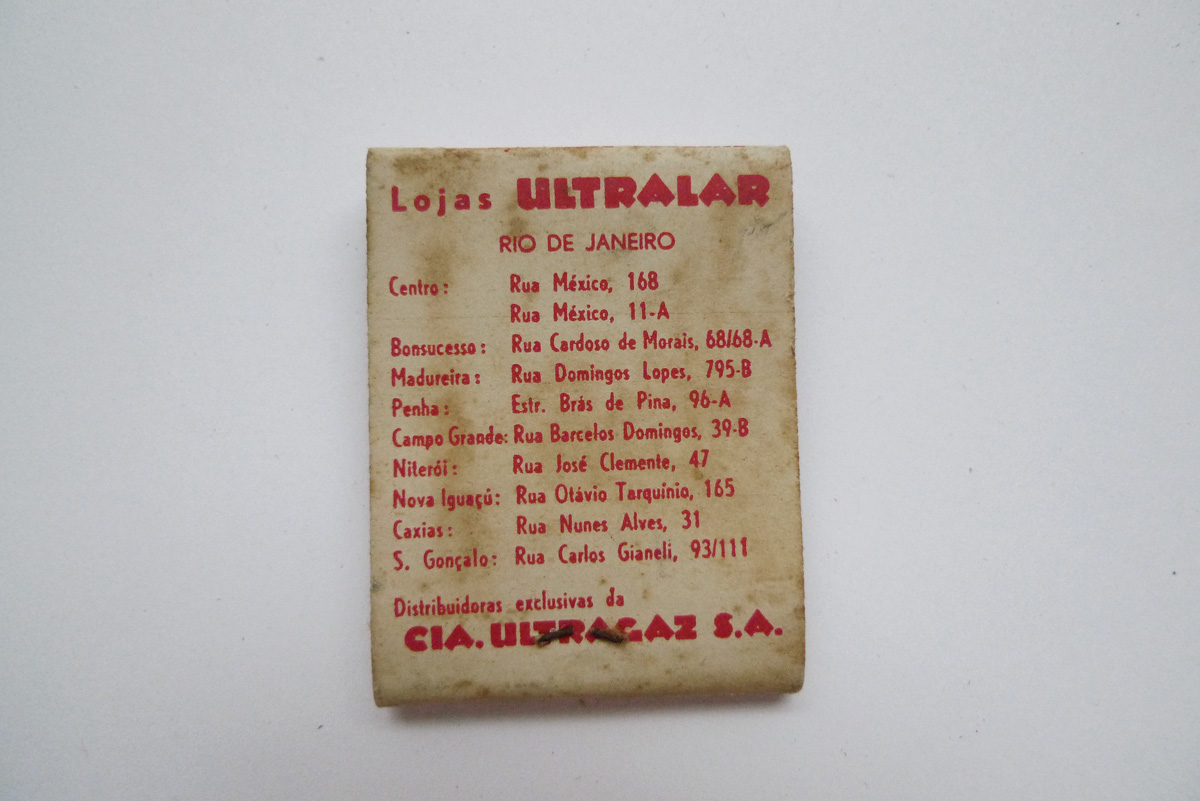 Lojas ULTRALAR
RIO DE JANEIRO
Centro: Rua México, 168
Rua México, 11-A
Bonsucesso: Rua Cardoso de Morais, 68/68-A
Madureira: Rua Domingos Lopes, 795-B
Penha: Estr. Brás de Pina, 96-A
Campo Grande: Rua Barcelos Domingos, 39-B
Niterói: Rua José Clemente, 47
Nova Iguaçú: Rua Otávio Tarquínio, 165
Caxias: Rua Nunes Alves, 31
S. Gonçalo: Rua Carlos Gianeli, 93/111
Distribuidoras exclusivas da
CIA. ULTRAGAZ S.A.